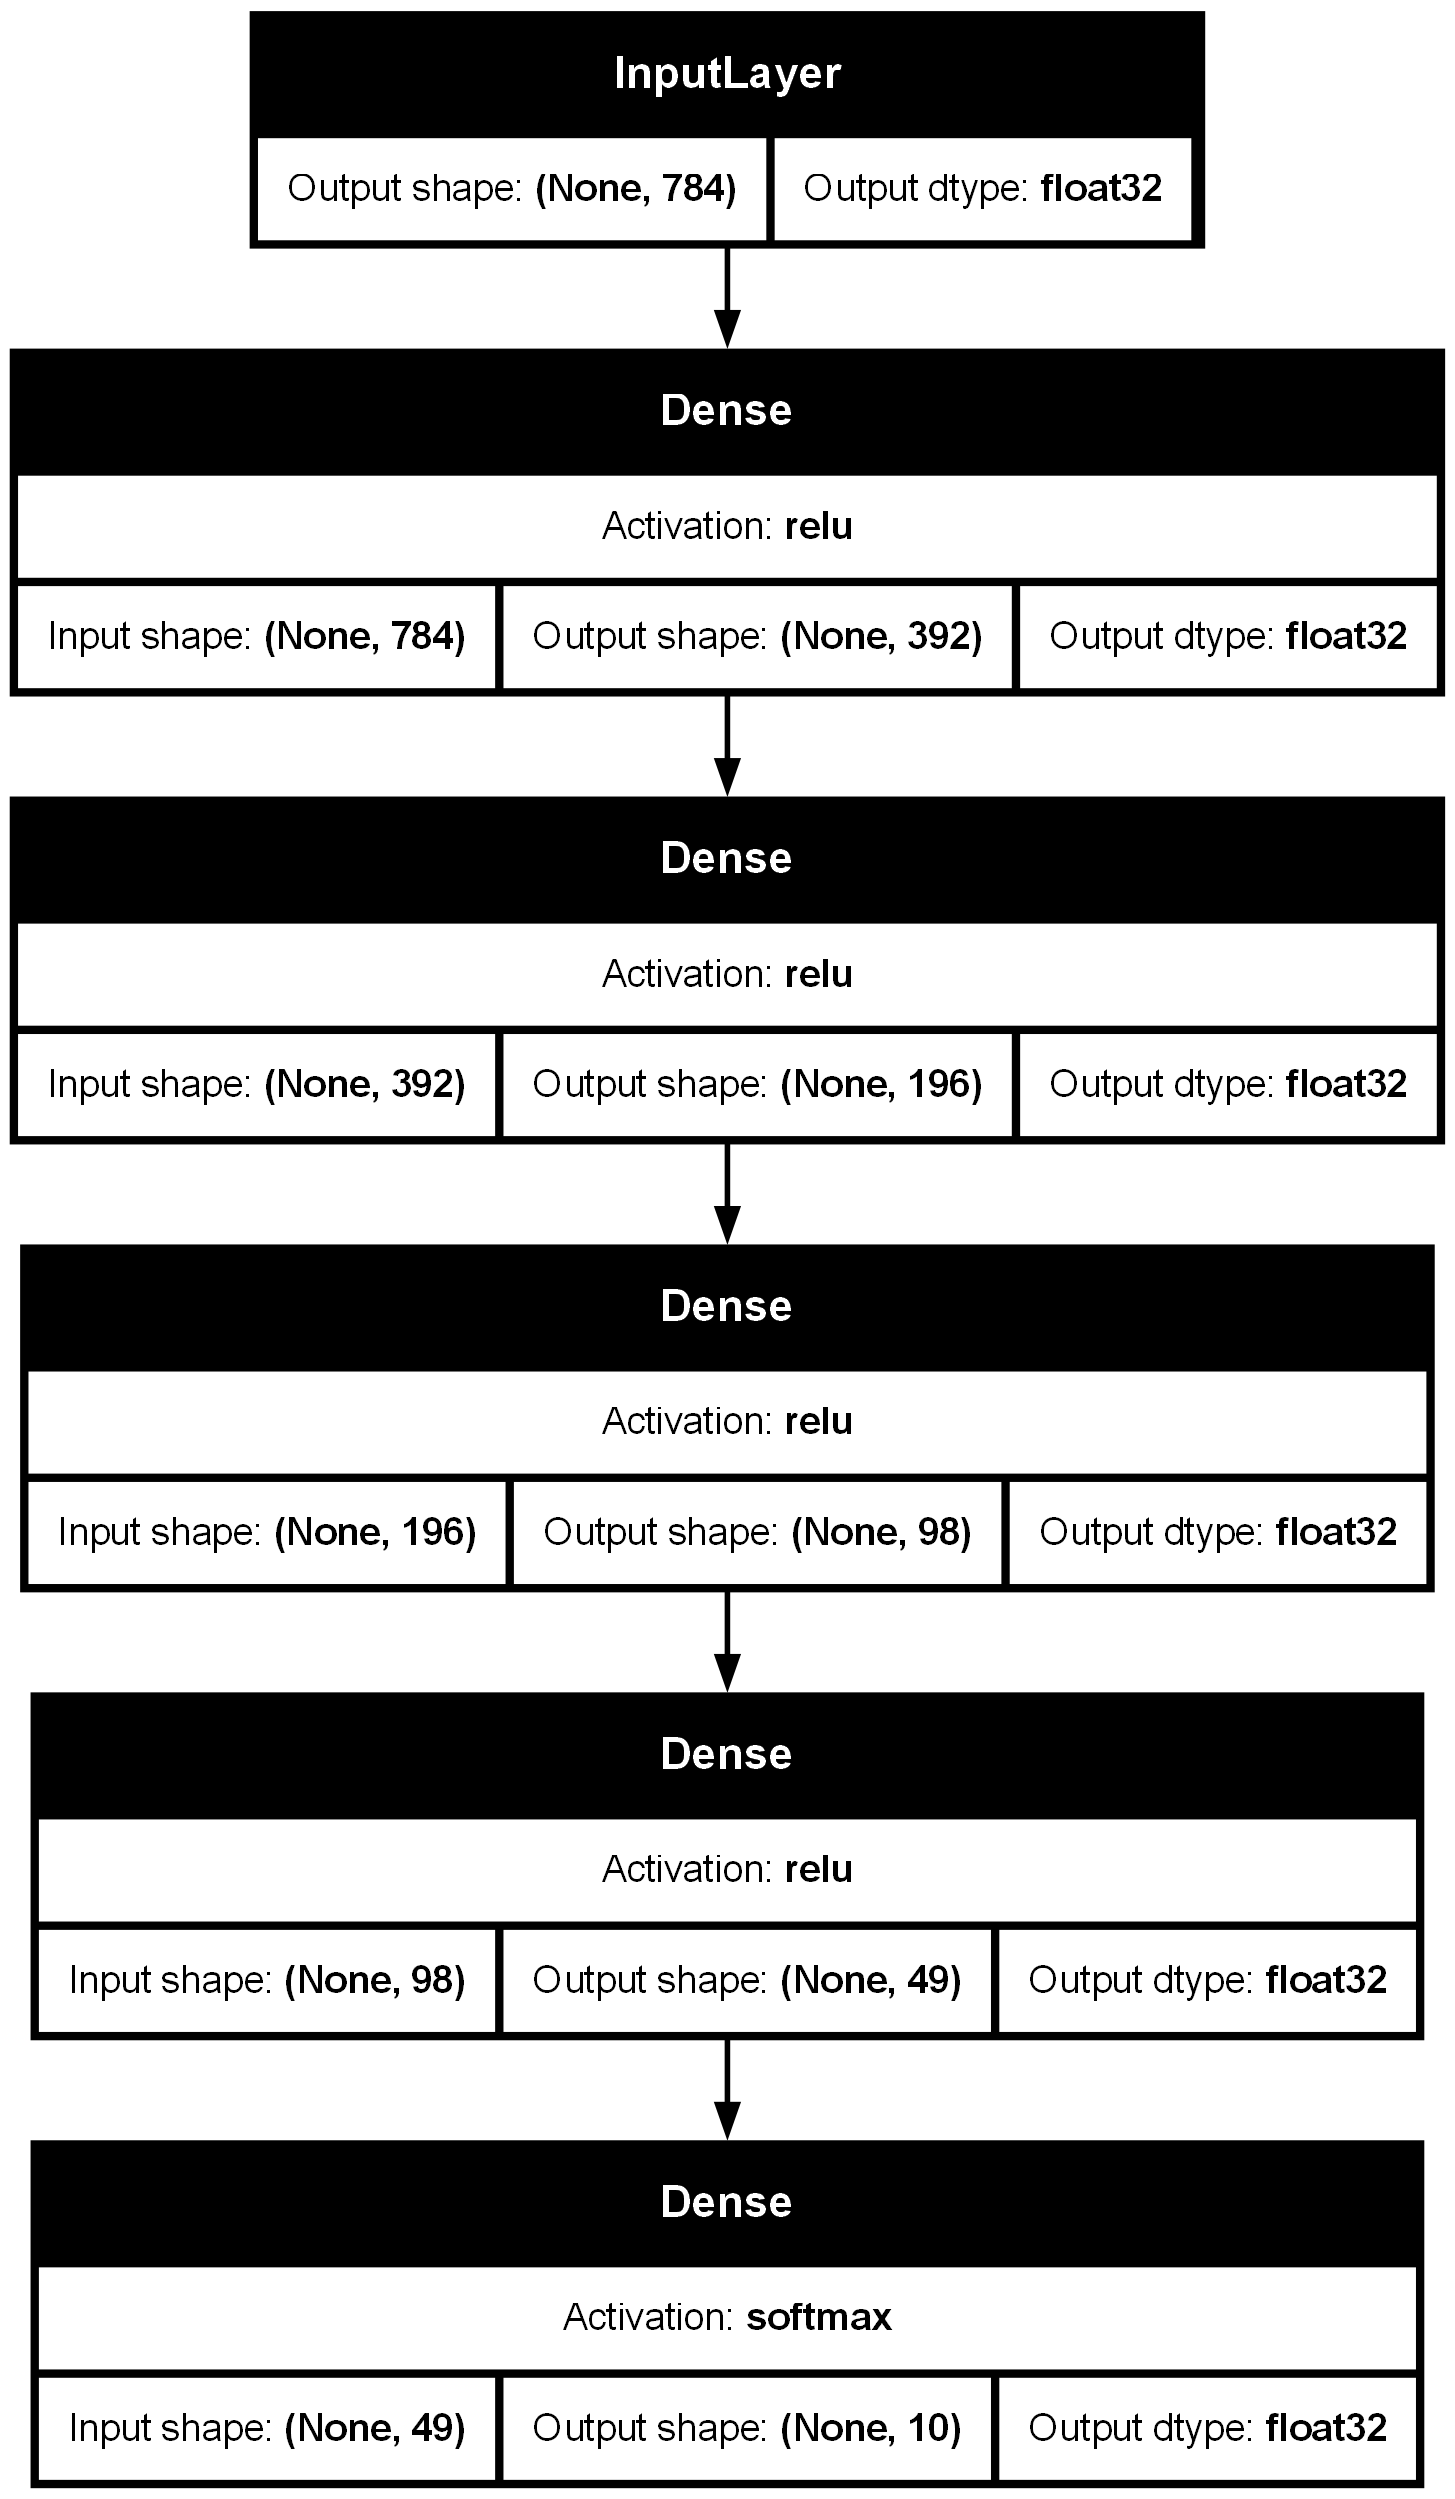 InputLayer
Output shape: (None, 784) Output dtype: float32
Dense
Activation: relu
Input shape: (None, 784) Output shape: (None, 392) Output dtype: float32
Dense
Activation: relu
Input shape: (None, 392) Output shape: (None, 196) Output dtype: float32
Dense
Activation: relu
Input shape: (None, 196) Output shape: (None, 98) Output dtype: float32
Dense
Activation: relu
Input shape: (None, 98) Output shape: (None, 49) Output dtype: float32
Dense
Activation: softmax
Input shape: (None, 49) Output shape: (None, 10) Output dtype: float32